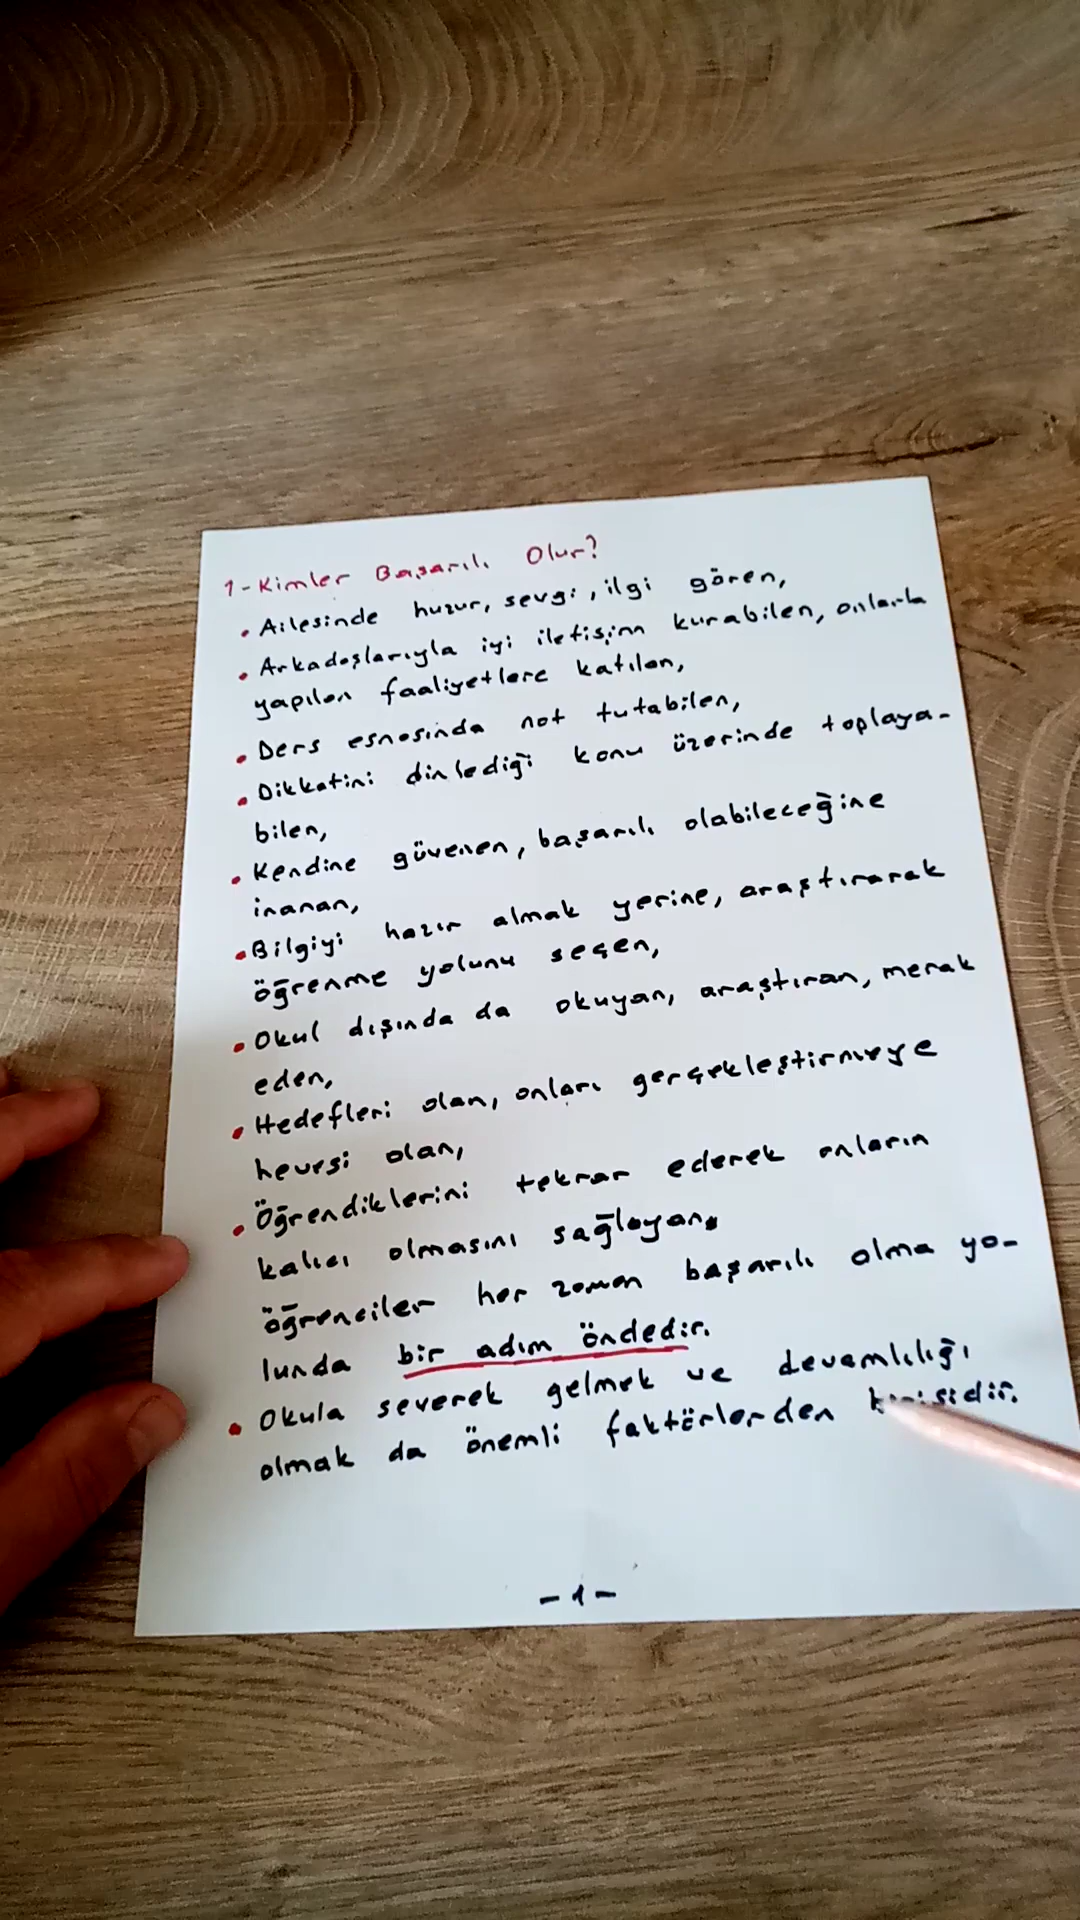 1-Kimler Başarılı Olur?
• Ailesinde huzur, sevgi, ilgi gören,
• Arkadaşlarıyla iyi iletişim kurabilen, onlarla
yapılan faaliyetlere katılan,
• Ders esnasında not tutabilen,
• Dikkatini dinlediği konu üzerinde toplaya-
bilen,
• Kendine güvenen, başarılı olabileceğine
inanan,
• Bilgiyi hazır almak yerine, araştırarak
öğrenme yolunu seçen,
• Okul dışında da okuyan, araştıran, merak
eden,
• Hedefleri olan, onları gerçekleştirmeye
hevesi olan,
• Öğrendiklerini tekrar ederek onların
kalıcı olmasını sağlayan,
öğrenciler her zaman başarılı olma yo-
lunda bir adım öndedir.
• Okula severek gelmek ve devamlılığı
olmak da önemli faktörlerden
- 1 -